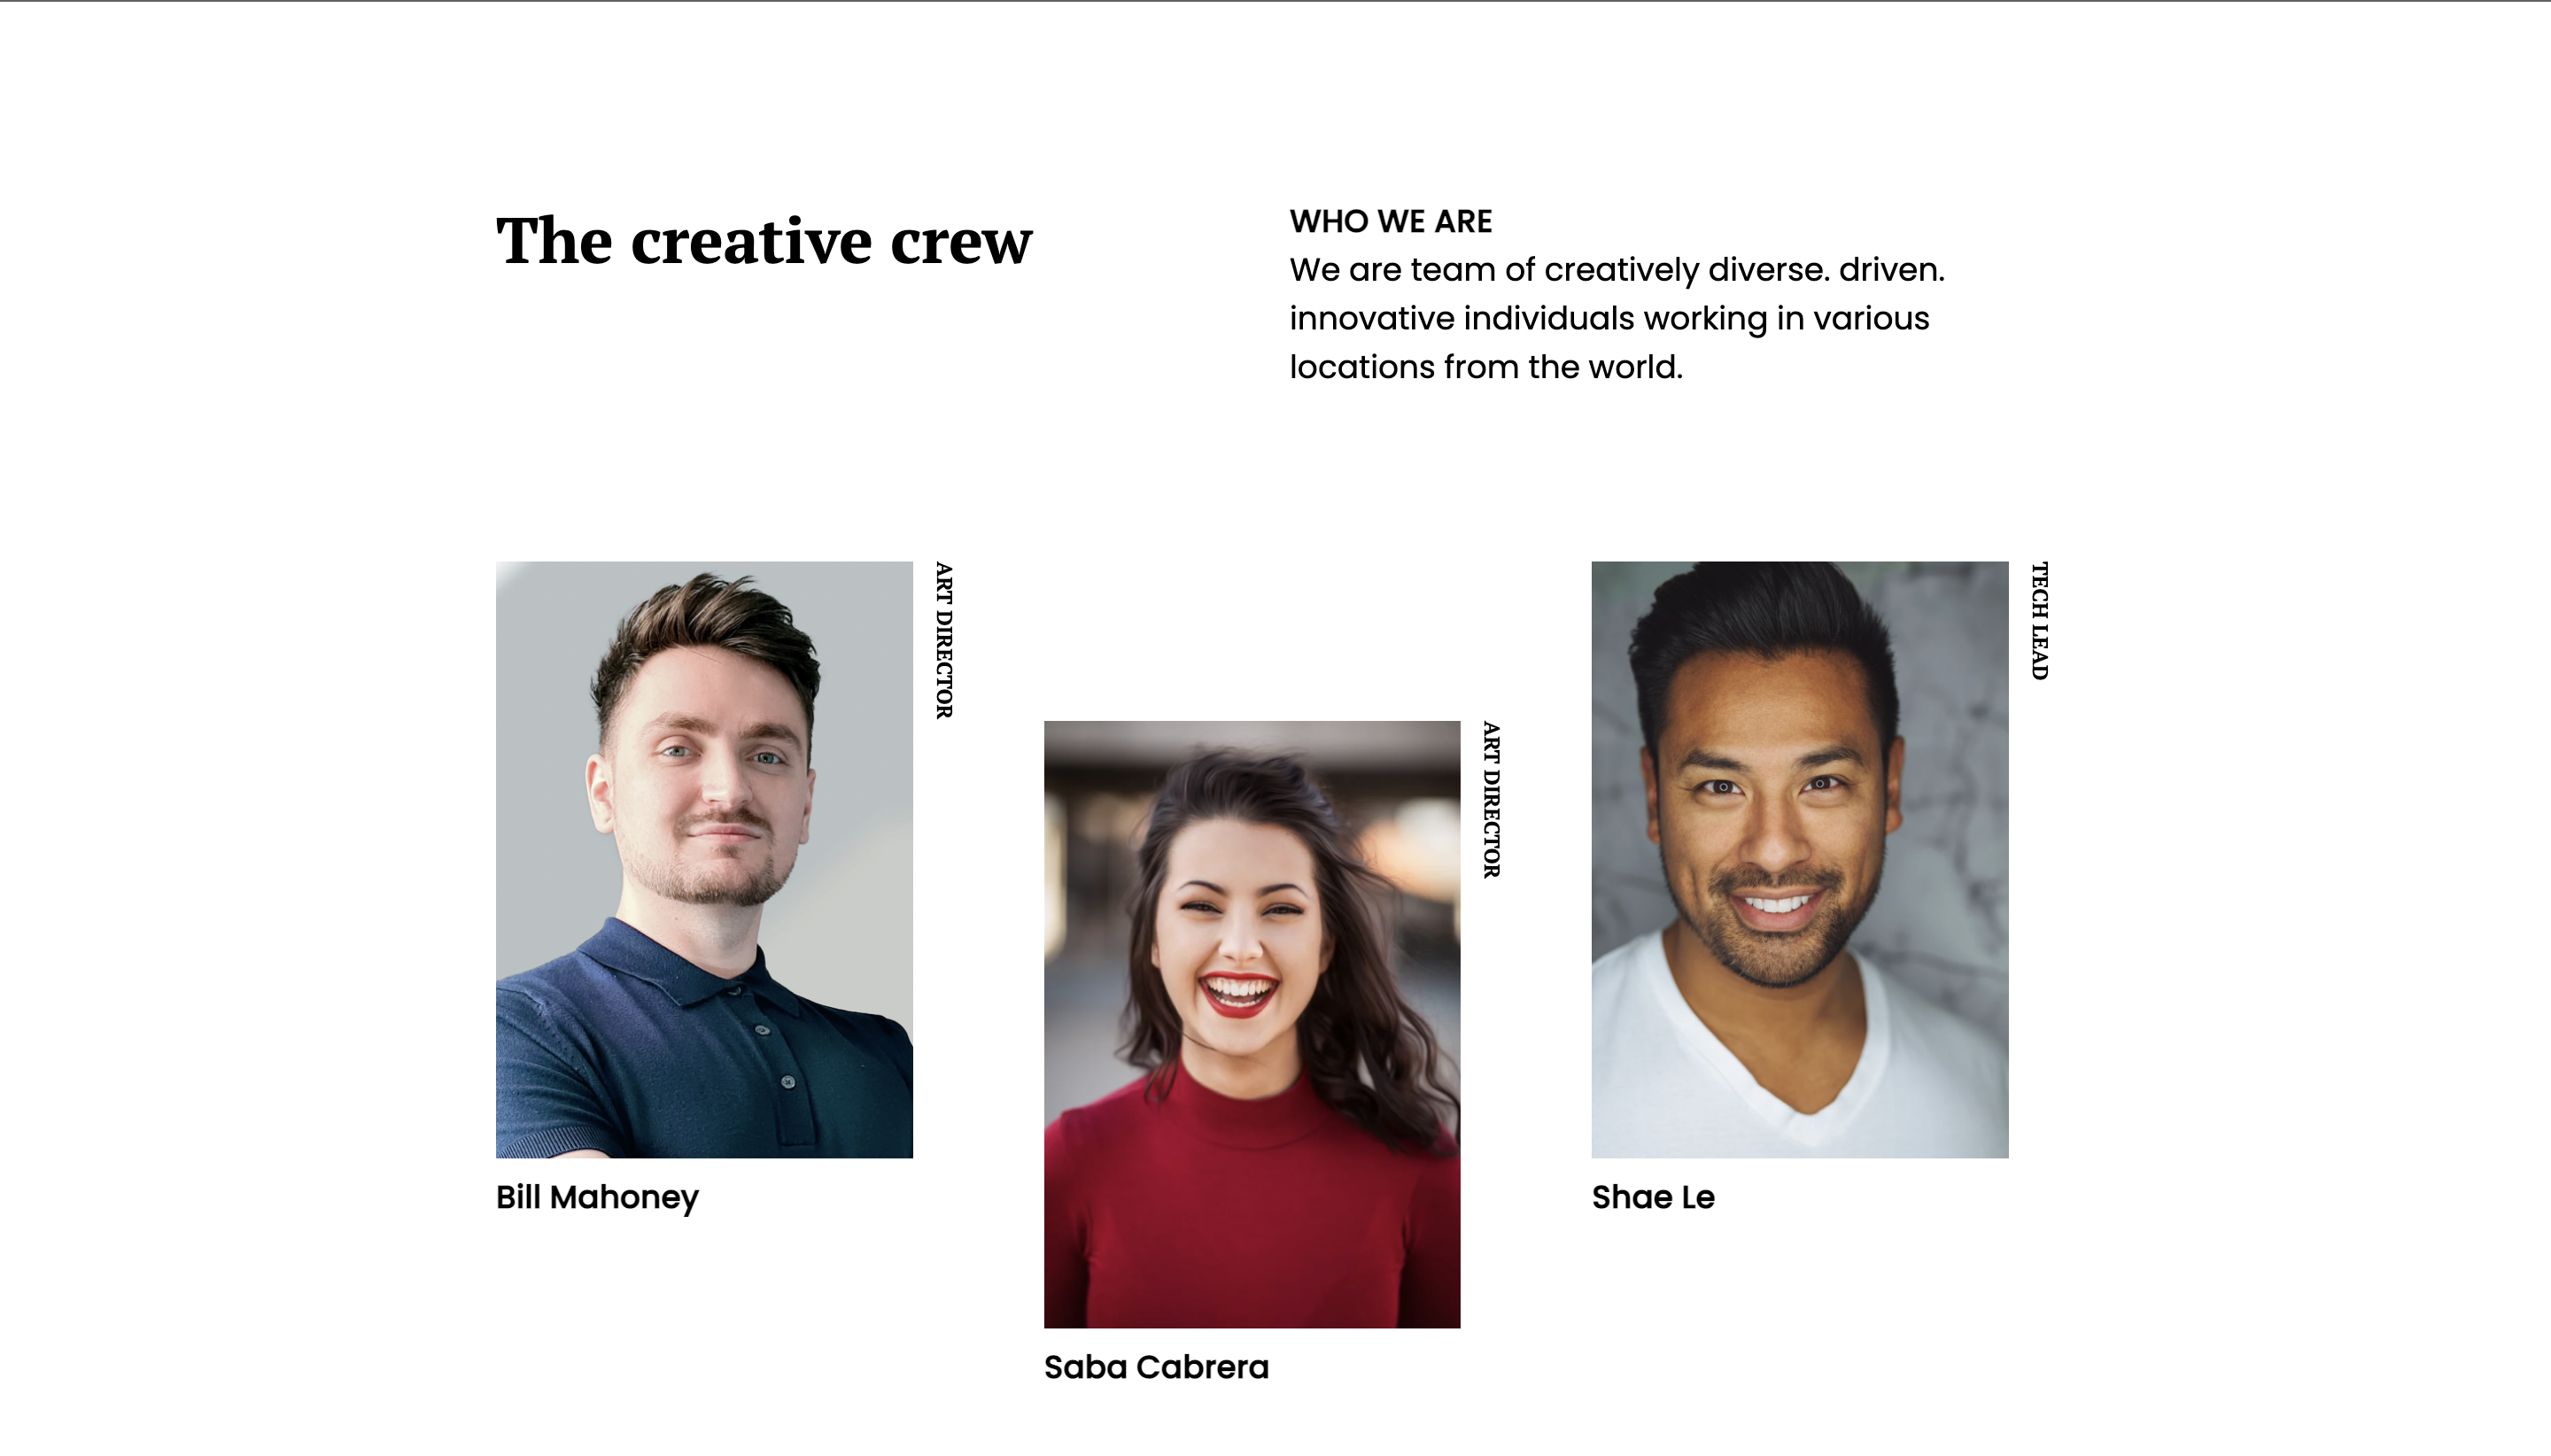 The creative crew
WHO WE ARE
We are team of creatively diverse. driven.
innovative individuals working in various
locations from the world.
ART DIRECTOR
Bill Mahoney
ART DIRECTOR
Saba Cabrera
TECH LEAD
Shae Le